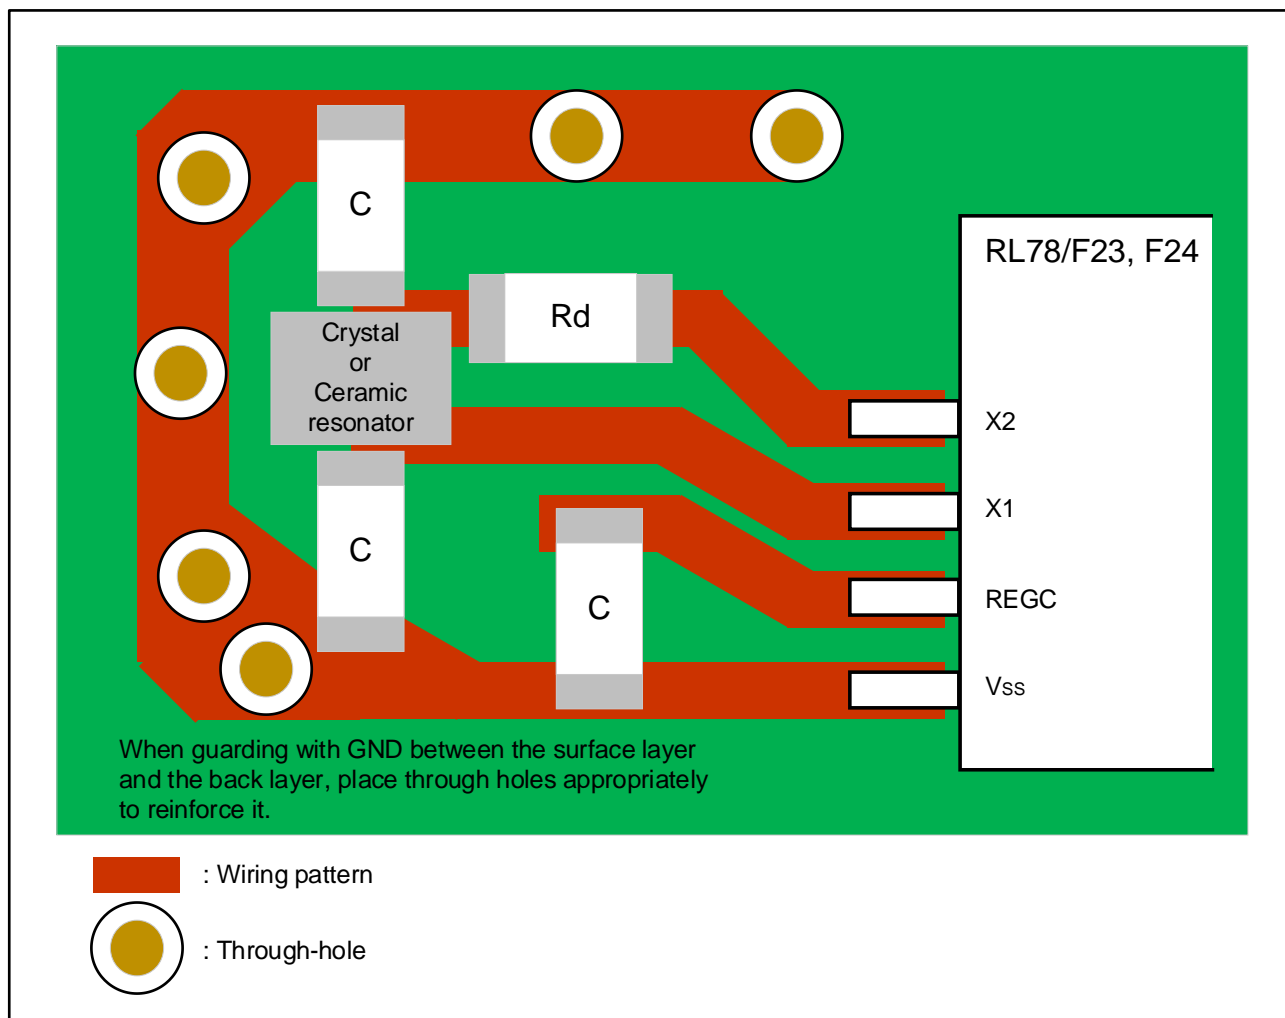 C
RL78/F23, F24
Rd
Crystal
or
Ceramic
resonator
X2
X1
C
REGC
C
Vss
When guarding with GND between the surface layer
and the back layer, place through holes appropriately
to reinforce it.
: Wiring pattern
: Through-hole